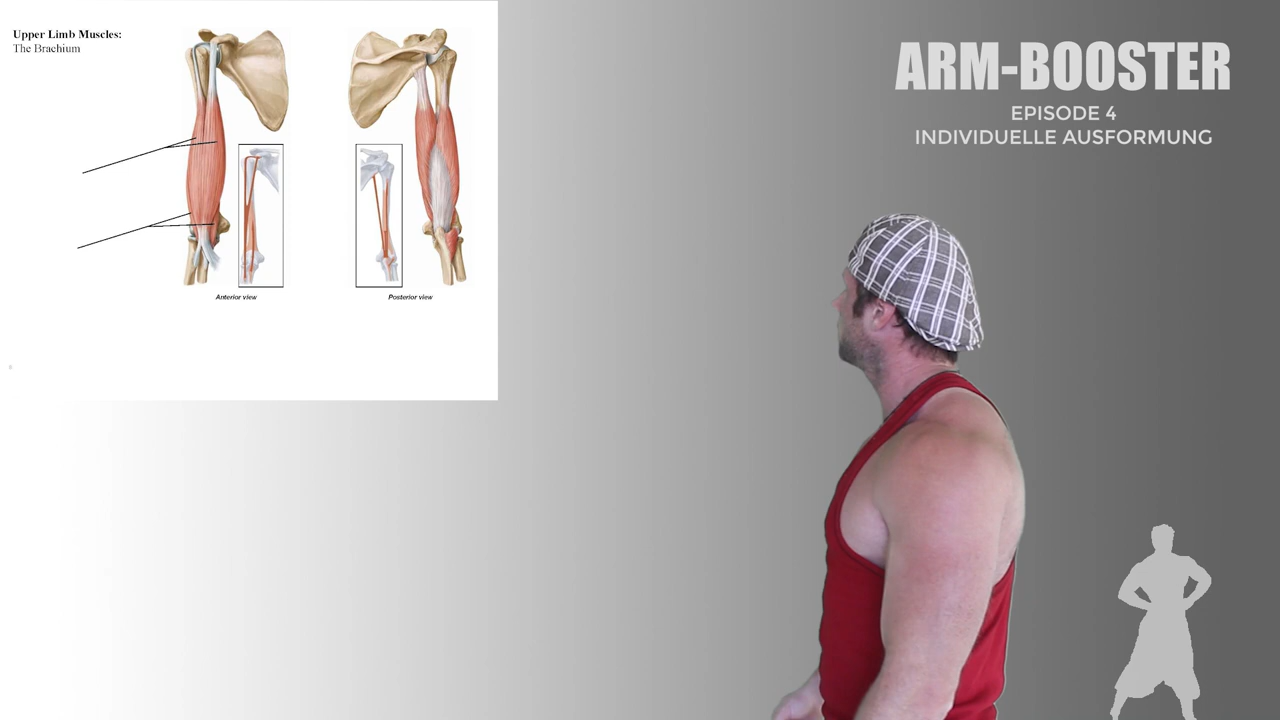 Upper Limb Muscles:
The Brachium
Anterior view
Posterior view
ARM-BOOSTER
EPISODE 4
INDIVIDUELLE AUSFORMUNG